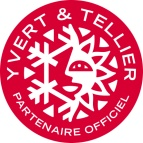 YVERT & TELLIER
PARTENAIRE OFFICIEL